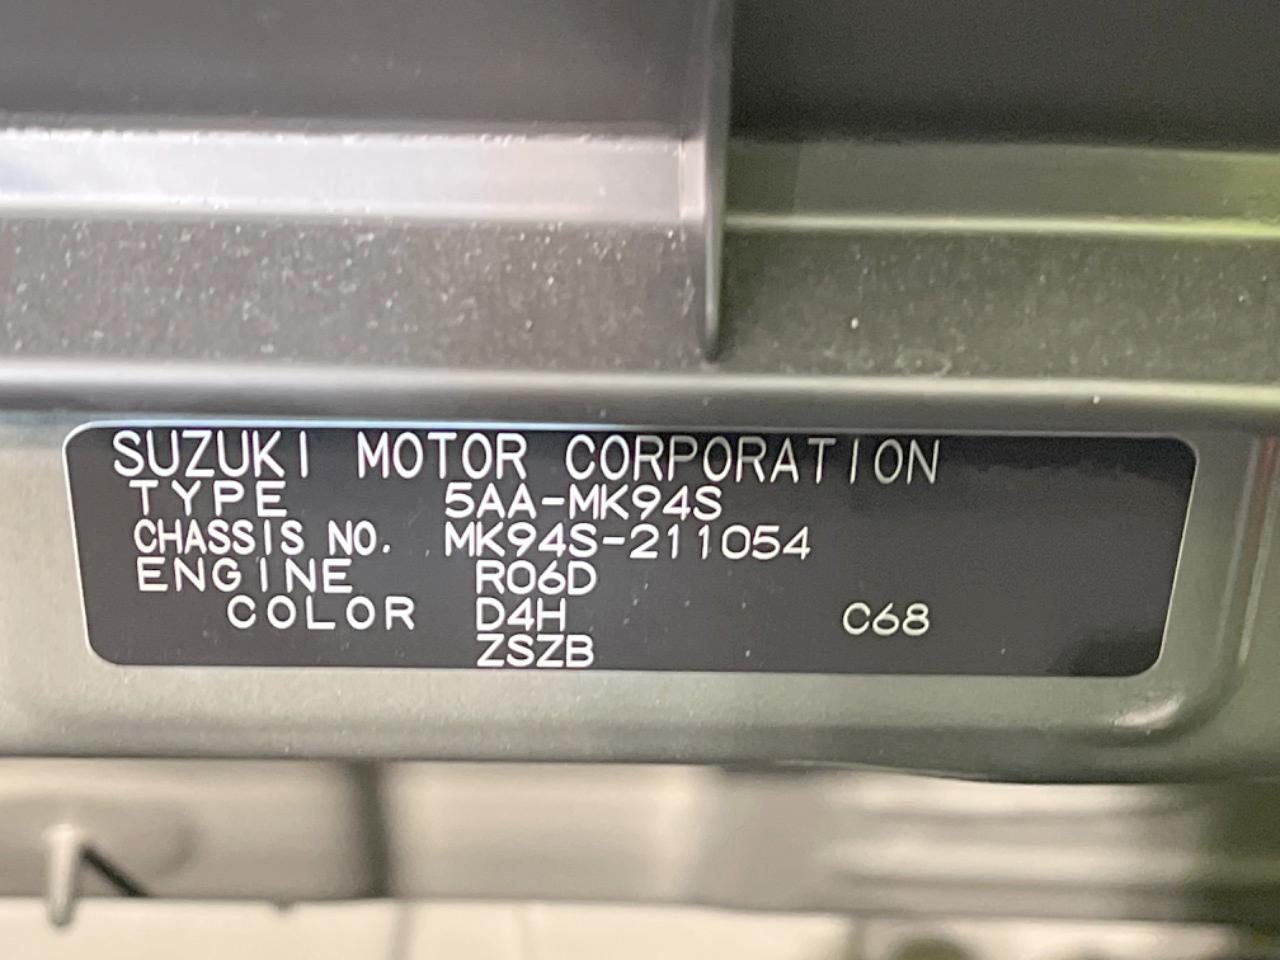 SUZUKI MOTOR CORPORATION
TYPE 5AA-MK94S
CHASSIS NO. MK94S-211054
ENGINE R06D
COLOR D4H C68
ZSZB